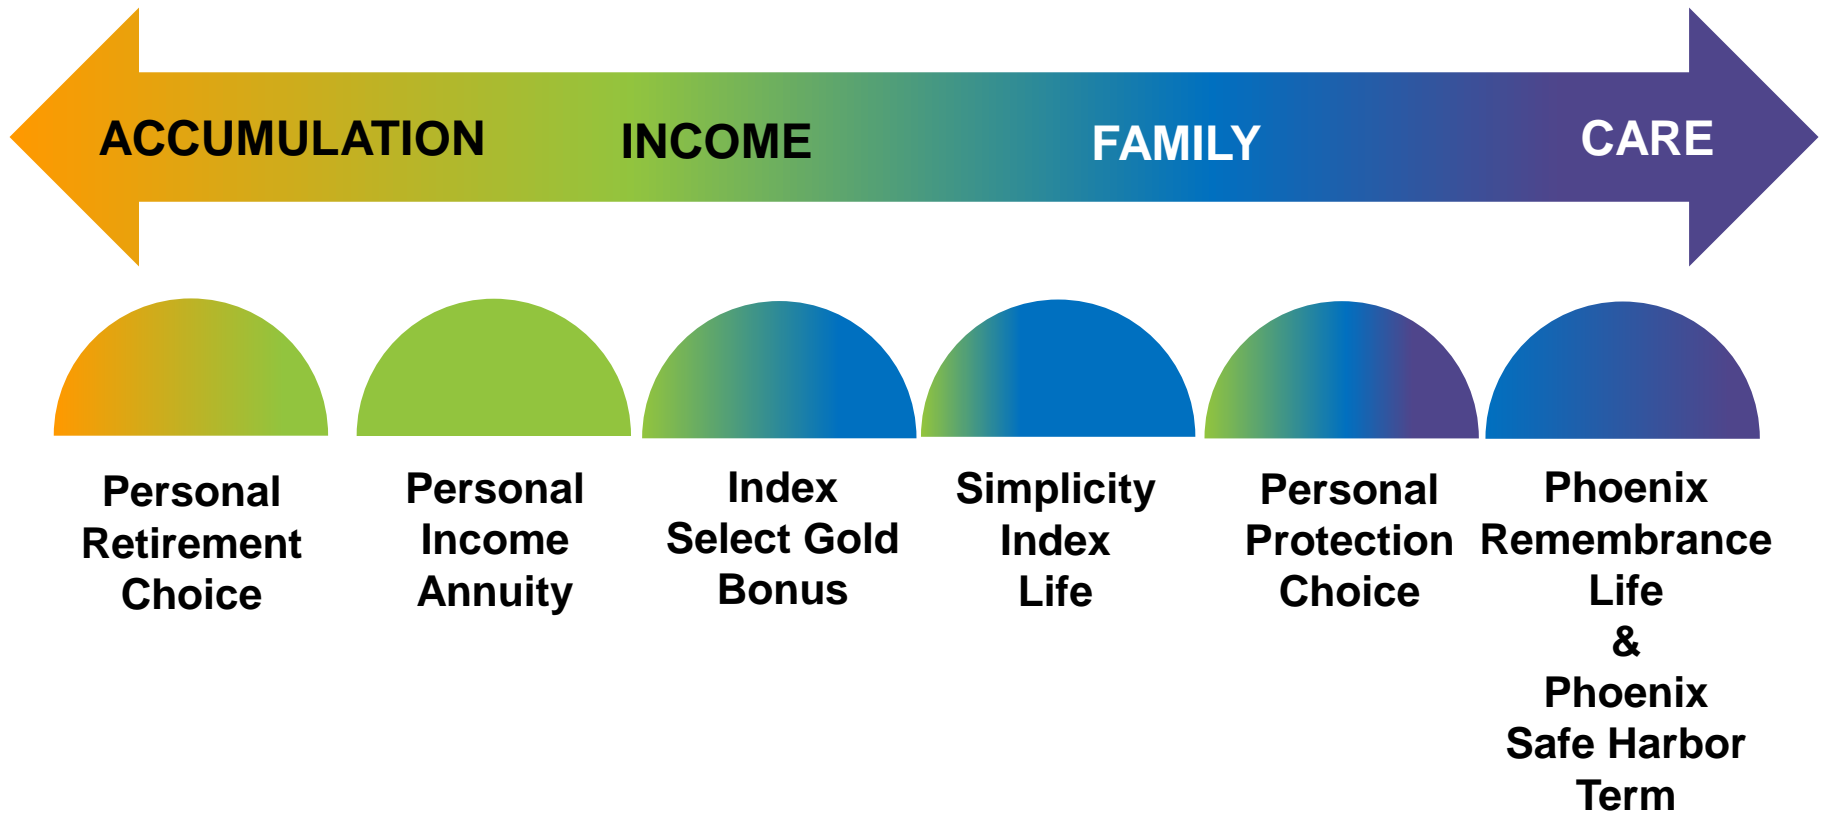 ACCUMULATION
INCOME
FAMILY
CARE
Personal
Retirement
Choice
Personal
Income
Annuity
Index
Select Gold
Bonus
Simplicity
Index
Life
Personal
Protection
Choice
Phoenix
Remembrance
Life
&
Phoenix
Safe Harbor
Term